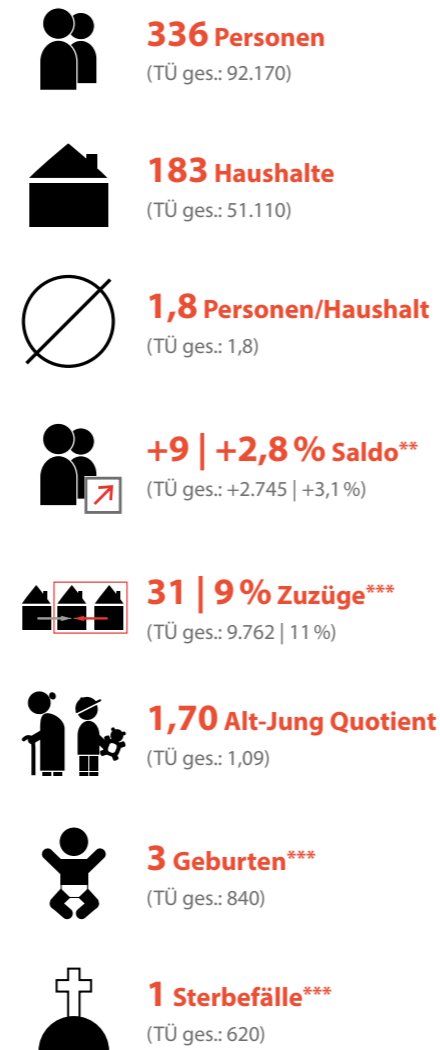 336 Personen
(TÜ ges.: 92.170)
183 Haushalte
(TÜ ges.: 51.110)
1,8 Personen/Haushalt
(TÜ ges.: 1,8)
+9 | +2,8 % Saldo**
(TÜ ges.: +2.745 | +3,1 %)
31 | 9 % Zuzüge***
(TÜ ges.: 9.762 | 11 %)
1,70 Alt-Jung Quotient
(TÜ ges.: 1,09)
3 Geburten***
(TÜ ges.: 840)
1 Sterbefälle***
(TÜ ges.: 620)